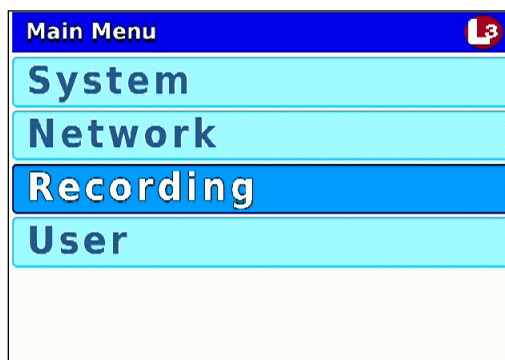 Main Menu
L3
System
Network
Recording
User